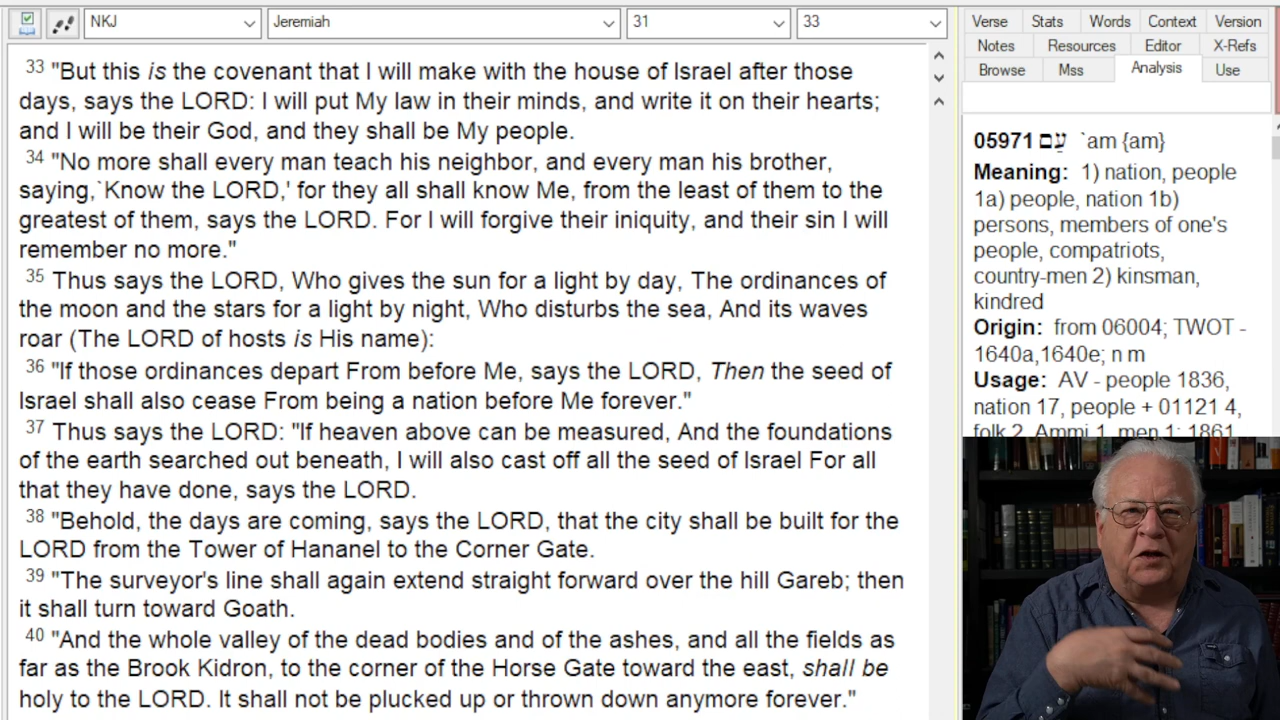 NKJ
Jeremiah
31
33
Verse Stats Words Context Version
Notes Resources Editor X-Refs
Browse Mss Analysis Use
33 "But this is the covenant that I will make with the house of Israel after those
days, says the LORD: I will put My law in their minds, and write it on their hearts;
and I will be their God, and they shall be My people.
34 "No more shall every man teach his neighbor, and every man his brother,
saying,`Know the LORD,' for they all shall know Me, from the least of them to the
greatest of them, says the LORD. For I will forgive their iniquity, and their sin I will
remember no more."
35 Thus says the LORD, Who gives the sun for a light by day, The ordinances of
the moon and the stars for a light by night, Who disturbs the sea, And its waves
roar (The LORD of hosts is His name):
36 "If those ordinances depart From before Me, says the LORD, Then the seed of
Israel shall also cease From being a nation before Me forever."
37 Thus says the LORD: "If heaven above can be measured, And the foundations
of the earth searched out beneath, I will also cast off all the seed of Israel For all
that they have done, says the LORD.
38 "Behold, the days are coming, says the LORD, that the city shall be built for the
LORD from the Tower of Hananel to the Corner Gate.
39 "The surveyor's line shall again extend straight forward over the hill Gareb; then
it shall turn toward Goath.
40 "And the whole valley of the dead bodies and of the ashes, and all the fields as
far as the Brook Kidron, to the corner of the Horse Gate toward the east, shall be
holy to the LORD. It shall not be plucked up or thrown down anymore forever."
05971 עַם `am {am}
Meaning: 1) nation, people
1a) people, nation 1b)
persons, members of one's
people, compatriots,
country-men 2) kinsman,
kindred
Origin: from 06004; TWOT -
1640a,1640e; n m
Usage: AV - people 1836,
nation 17, people + 01121 4,
folk 2, Ammi 1, men 1; 1861